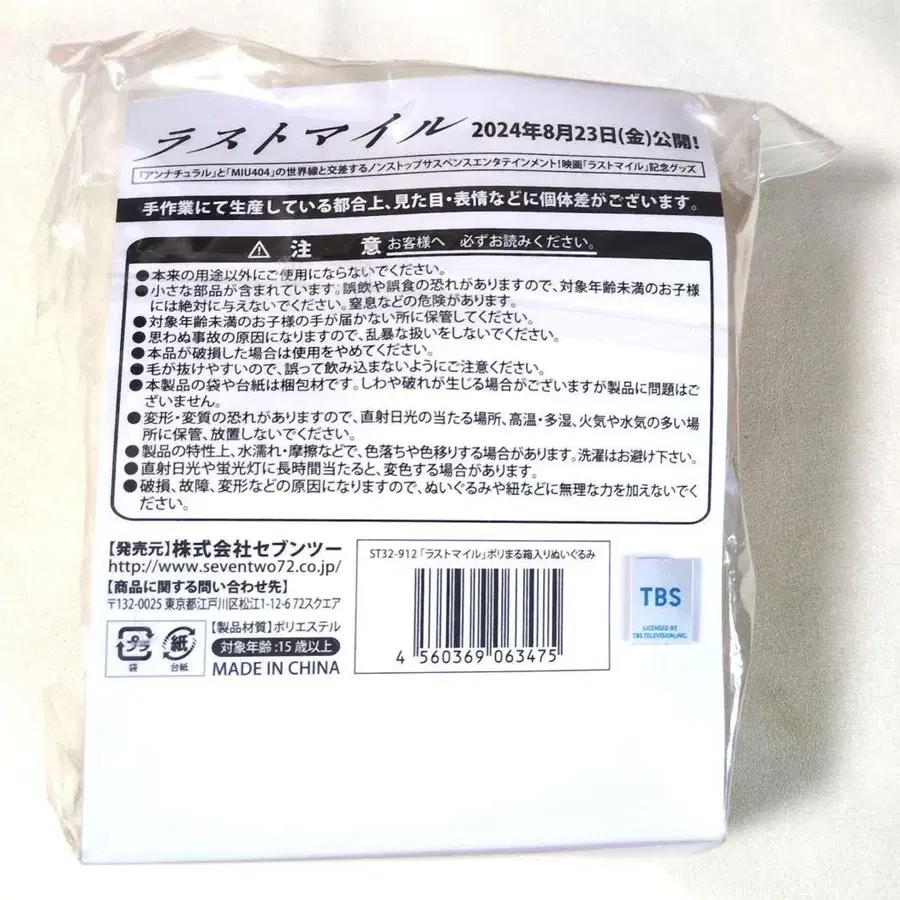 ラストマイル 2024年8月23日(金)公開!
「アンナチュラル」と「MIU404」の世界線と交差するノンストップサスペンスエンタテインメント!映画「ラストマイル」記念グッズ
手作業にて生産している都合上、見た目・表情などに個体差がございます。
注 意 お客様へ 必ずお読みください。
●本来の用途以外にご使用にならないでください。
●小さな部品が含まれています。誤飲や誤食の恐れがありますので、対象年齢未満のお子様
には絶対に与えないでください。窒息などの危険があります。
●対象年齢未満のお子様の手が届かない所に保管してください。
●思わぬ事故の原因になりますので、乱暴な扱いをしないでください。
●本品が破損した場合は使用をやめてください。
●毛が抜けやすいので、誤って飲み込まないようにご注意ください。
●本製品の袋や台紙は梱包材です。しわや破れが生じる場合がございますが製品に問題はご
ざいません。
●変形・変質の恐れがありますので、直射日光の当たる場所、高温・多湿、火気や水気の多い場
所に保管、放置しないでください。
●製品の特性上、水濡れ・摩擦などで、色落ちや色移りする場合があります。洗濯はお避け下さい。
●直射日光や蛍光灯に長時間当たると、変色する場合があります。
●破損、故障、変形などの原因になりますので、ぬいぐるみや紐などに無理な力を加えないでく
ださい。
【発売元】株式会社セブンツー
http://www.seventwo72.co.jp/
【商品に関する問い合わせ先】
〒132-0025 東京都江戸川区松江1-12-6 72スクエア
プラ 袋
紙 台紙
【製品材質】ポリエステル
対象年齢:15歳以上
MADE IN CHINA
ST32-912「ラストマイル」ポリまる箱入りぬいぐるみ
4 560369 063475
TBS
LICENSED BY
TBS TELEVISION,INC.